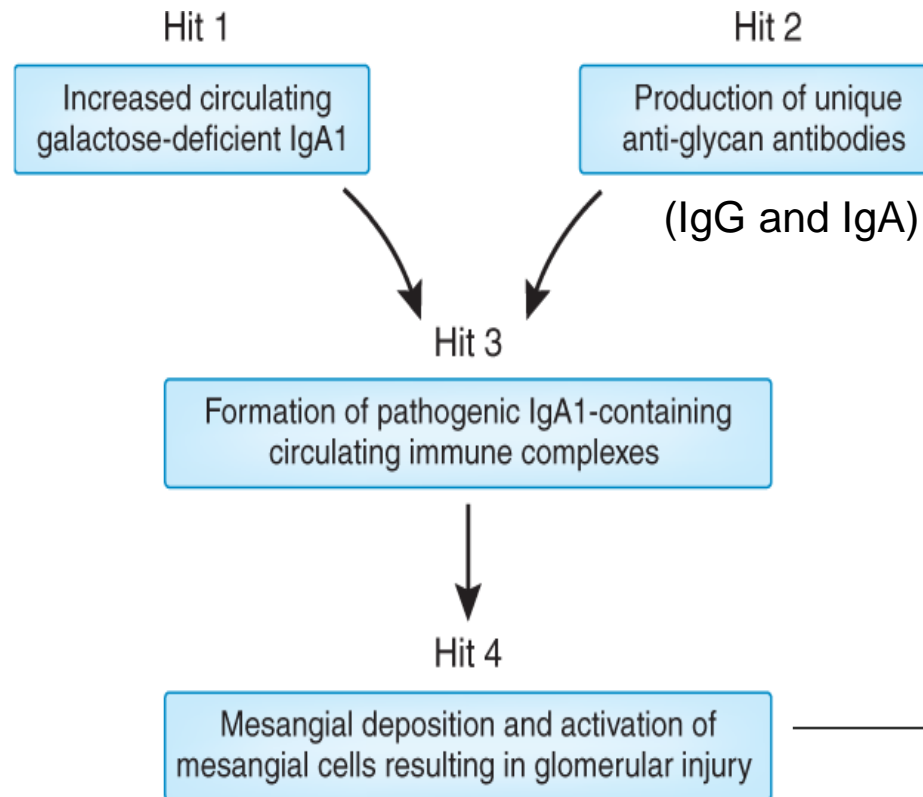 Hit 1
Increased circulating
galactose-deficient IgA1
Hit 2
Production of unique
anti-glycan antibodies
(IgG and IgA)
Hit 3
Formation of pathogenic IgA1-containing
circulating immune complexes
Hit 4
Mesangial deposition and activation of
mesangial cells resulting in glomerular injury